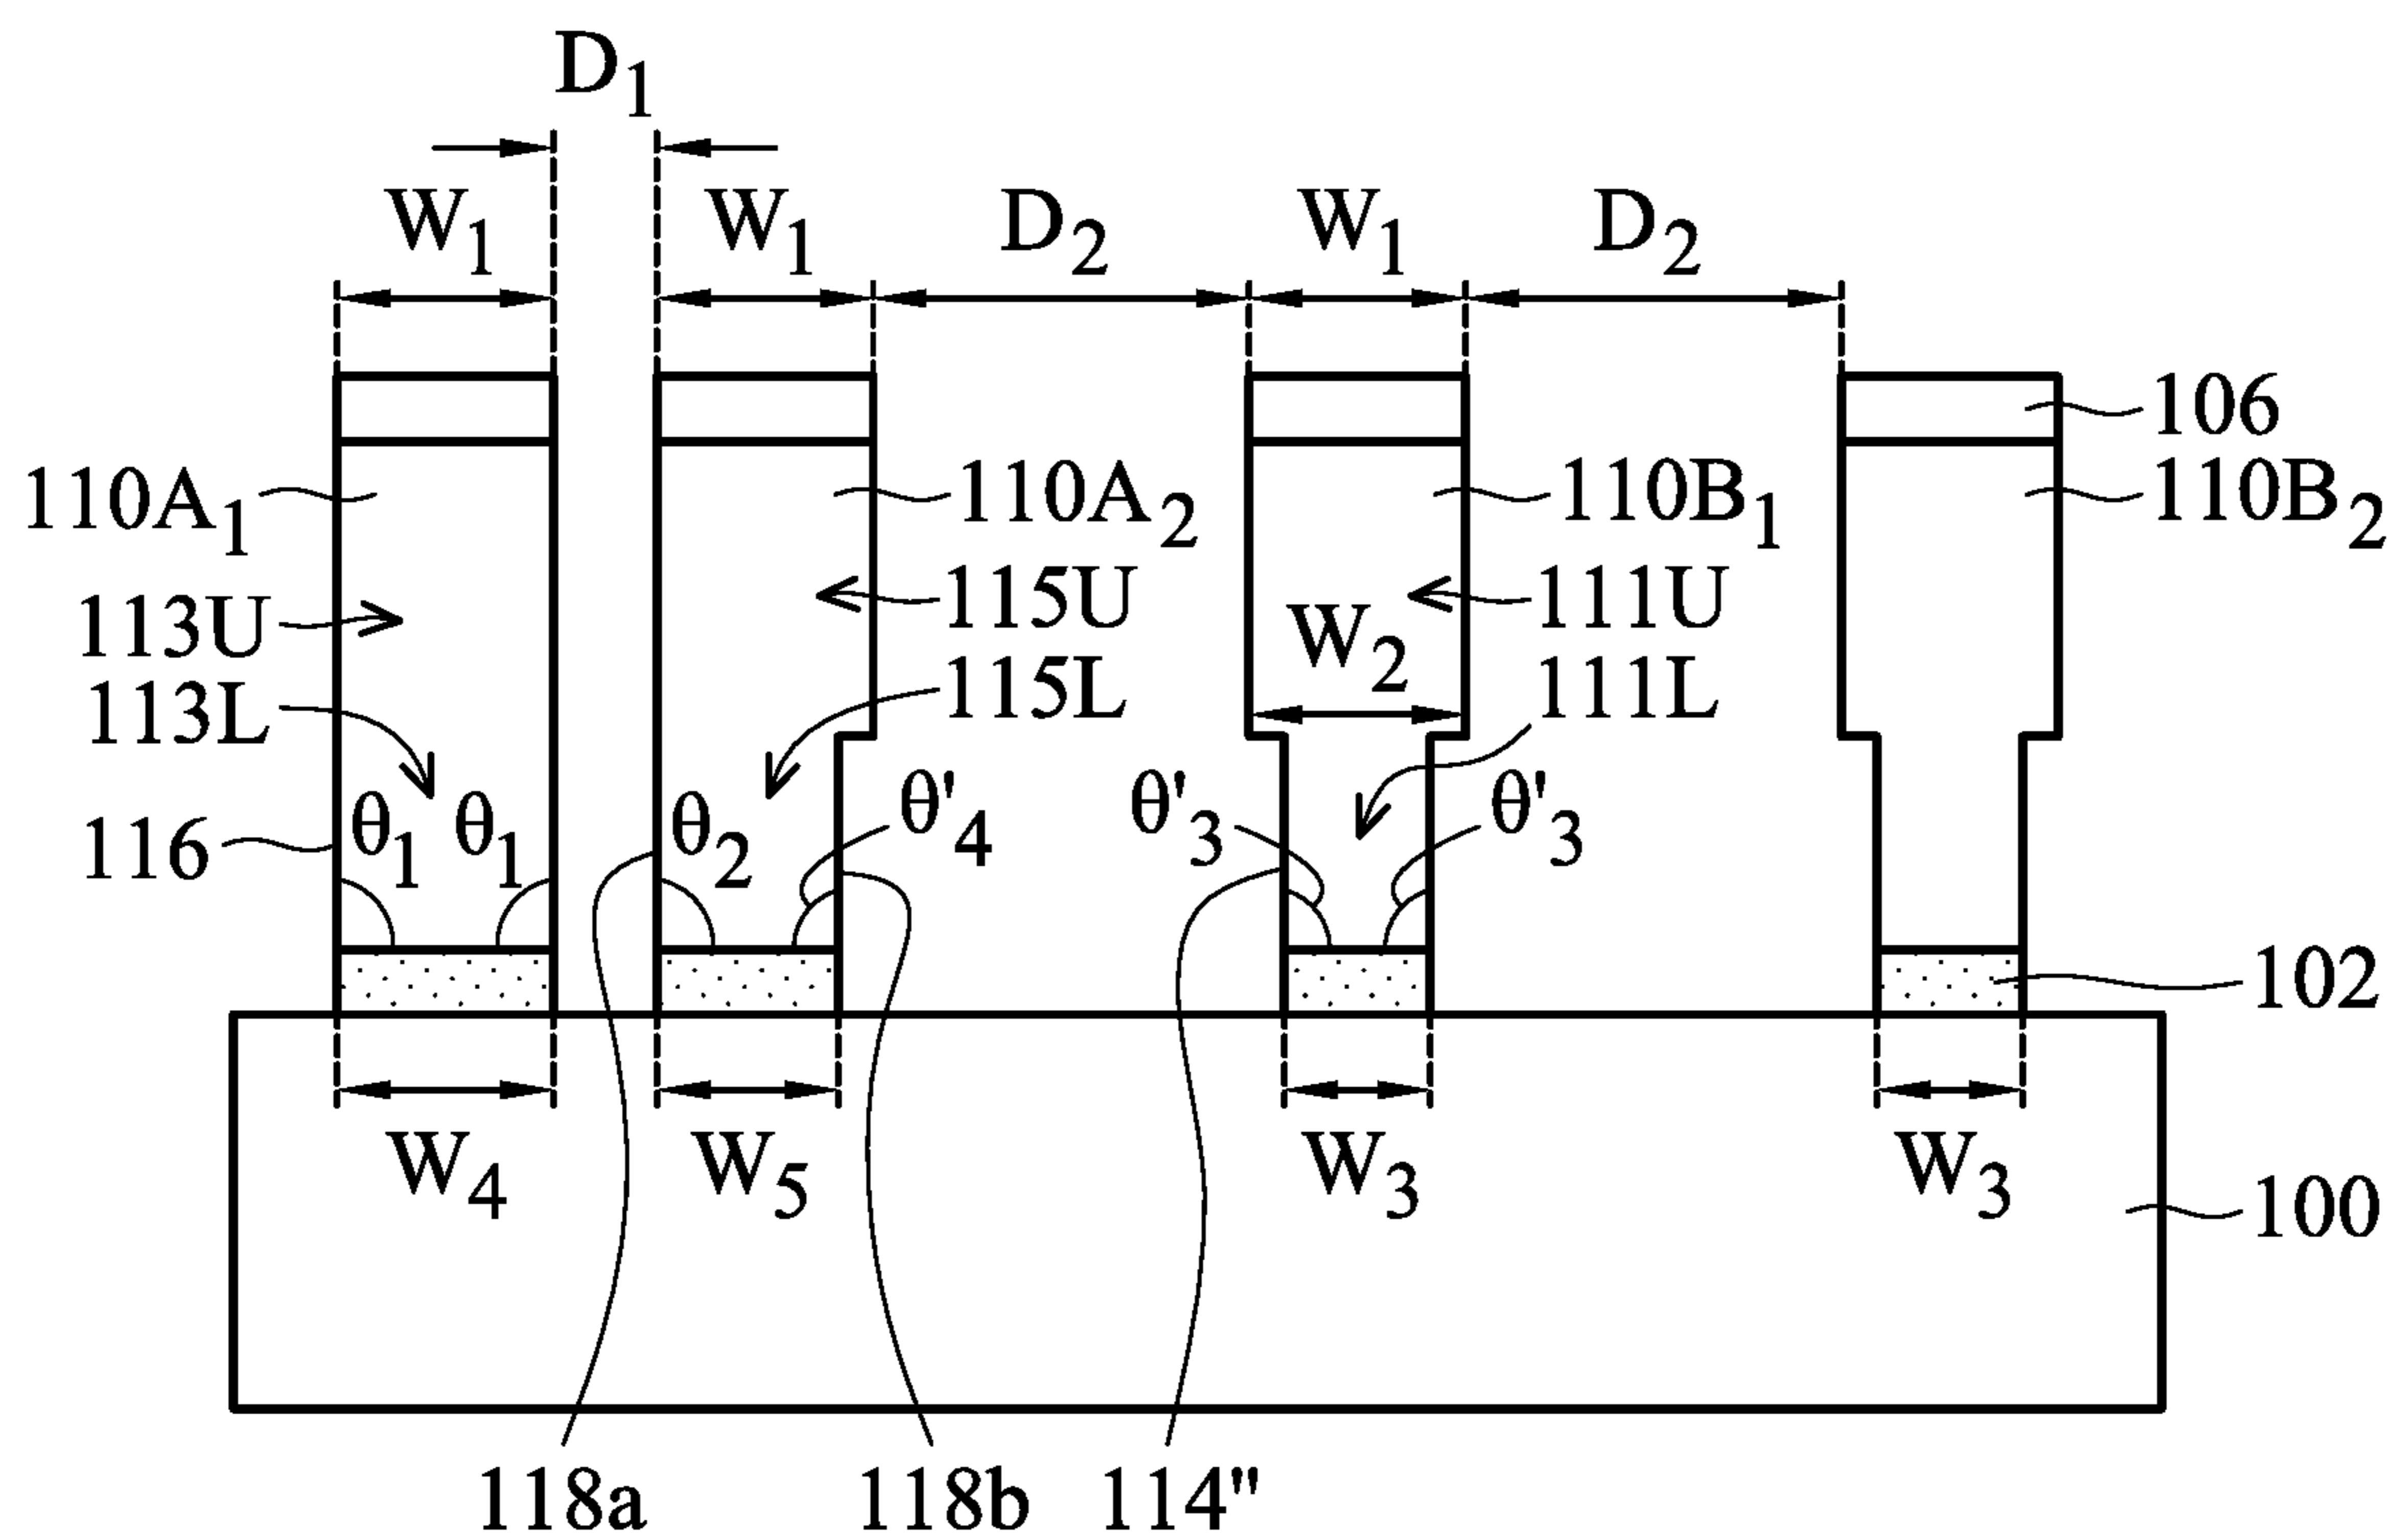 D₁
W₁ W₁ D₂ W₁ D₂
106
110A₁ 110A₂ 110B₁ 110B₂
113U 115U W₂ 111U
113L 115L 111L
116 θ₁ θ₁ θ₂ θ'₄ θ'₃ θ'₃
102
W₄ W₅ W₃ W₃
100
118a 118b 114"